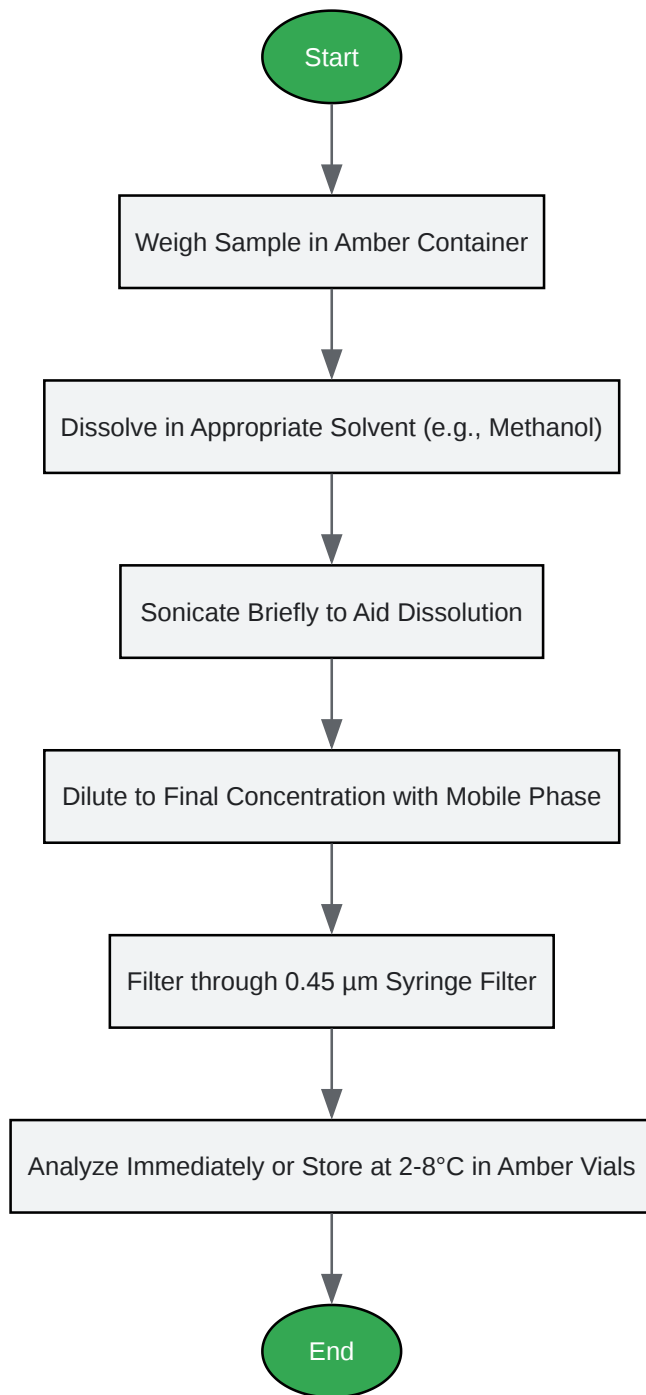 Start
Weigh Sample in Amber Container
Dissolve in Appropriate Solvent (e.g., Methanol)
Sonicate Briefly to Aid Dissolution
Dilute to Final Concentration with Mobile Phase
Filter through 0.45 µm Syringe Filter
Analyze Immediately or Store at 2-8°C in Amber Vials
End